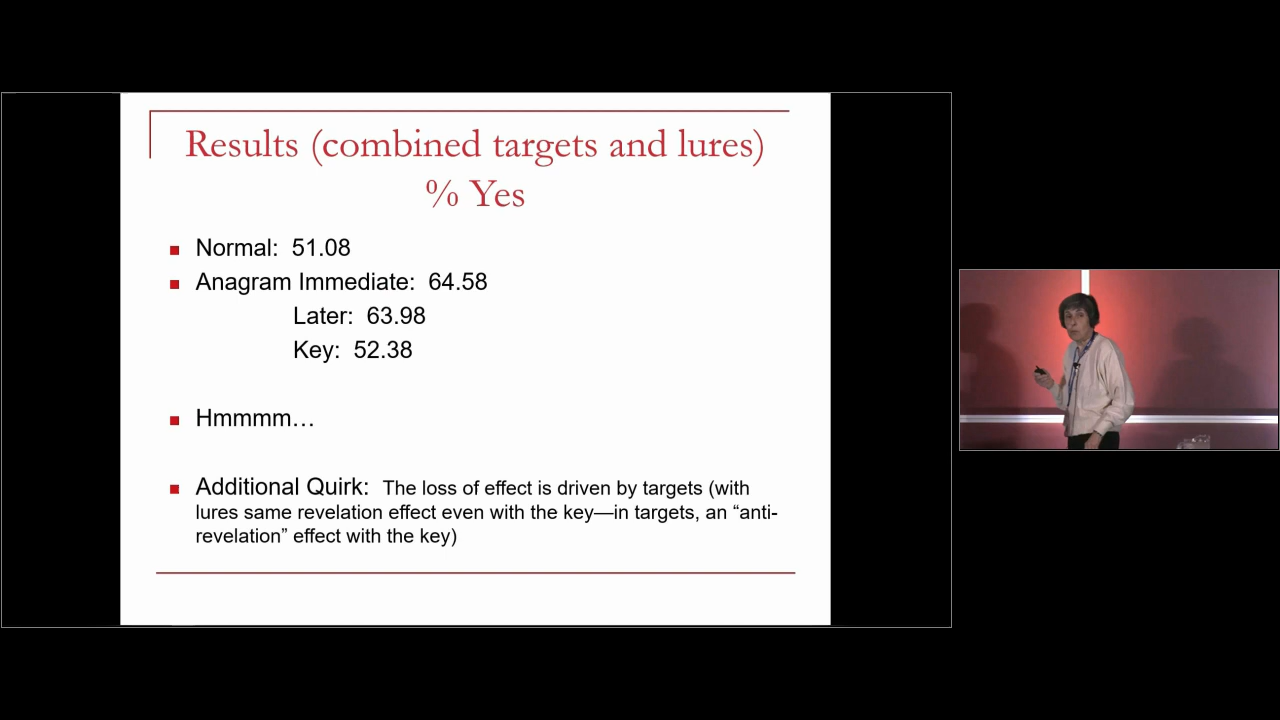 Results (combined targets and lures)
% Yes
Normal: 51.08
Anagram Immediate: 64.58
Later: 63.98
Key: 52.38
Hmmmm…
Additional Quirk: The loss of effect is driven by targets (with
lures same revelation effect even with the key—in targets, an “anti-
revelation” effect with the key)